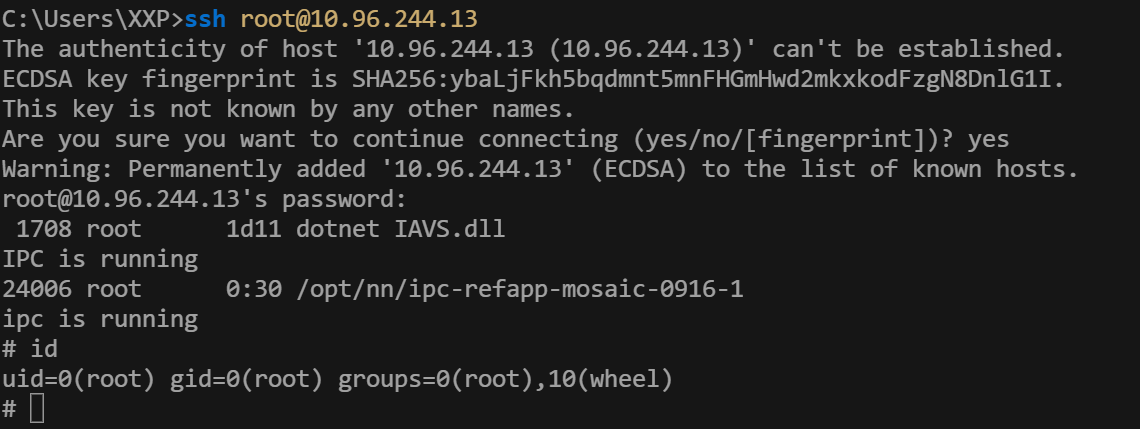 C:\Users\XXP>ssh root@10.96.244.13
The authenticity of host '10.96.244.13 (10.96.244.13)' can't be established.
ECDSA key fingerprint is SHA256:ybaLjFkh5bqdmnt5mnFHGmHwd2mkxkodFzgN8DnlG1I.
This key is not known by any other names.
Are you sure you want to continue connecting (yes/no/[fingerprint])? yes
Warning: Permanently added '10.96.244.13' (ECDSA) to the list of known hosts.
root@10.96.244.13's password:
 1708 root      1d11 dotnet IAVS.dll
IPC is running
24006 root      0:30 /opt/nn/ipc-refapp-mosaic-0916-1
ipc is running
# id
uid=0(root) gid=0(root) groups=0(root),10(wheel)
#